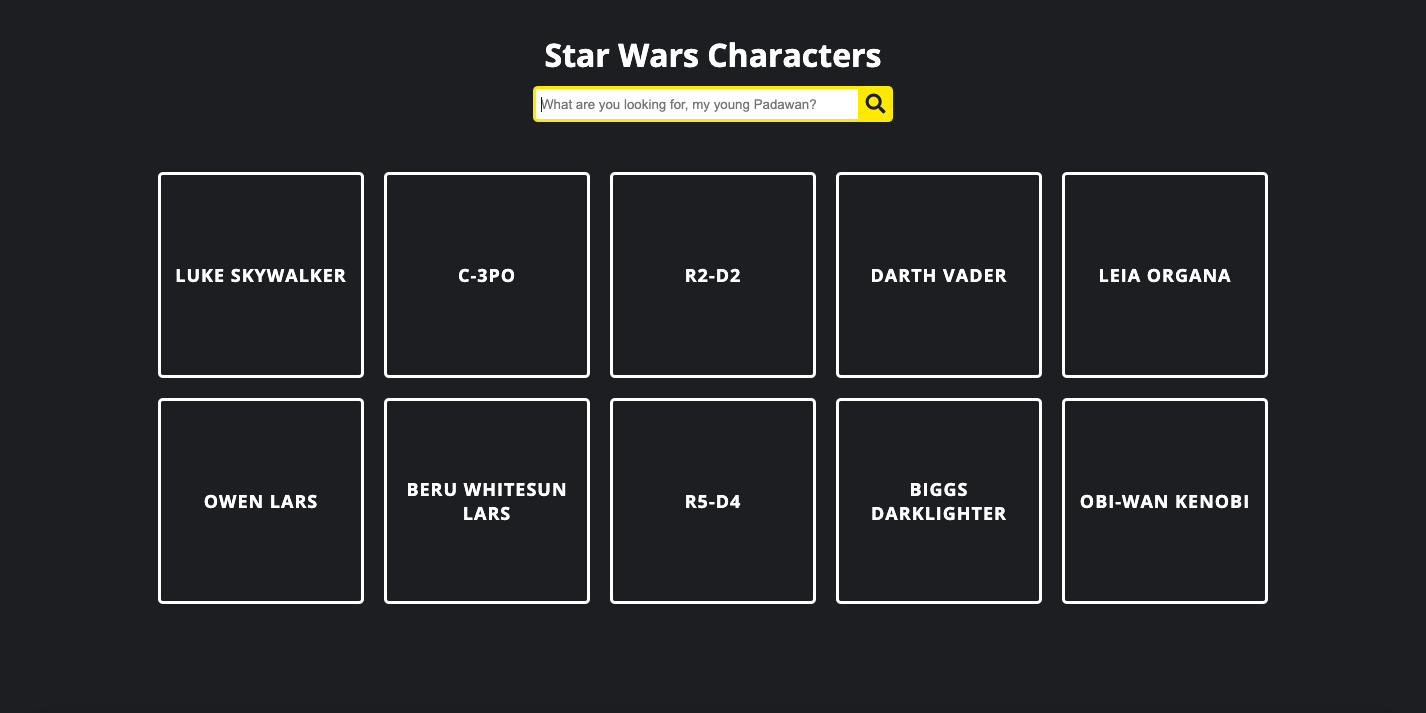 Star Wars Characters
What are you looking for, my young Padawan?
LUKE SKYWALKER
C-3PO
R2-D2
DARTH VADER
LEIA ORGANA
OWEN LARS
BERU WHITESUN
LARS
R5-D4
BIGGS
DARKLIGHTER
OBI-WAN KENOBI